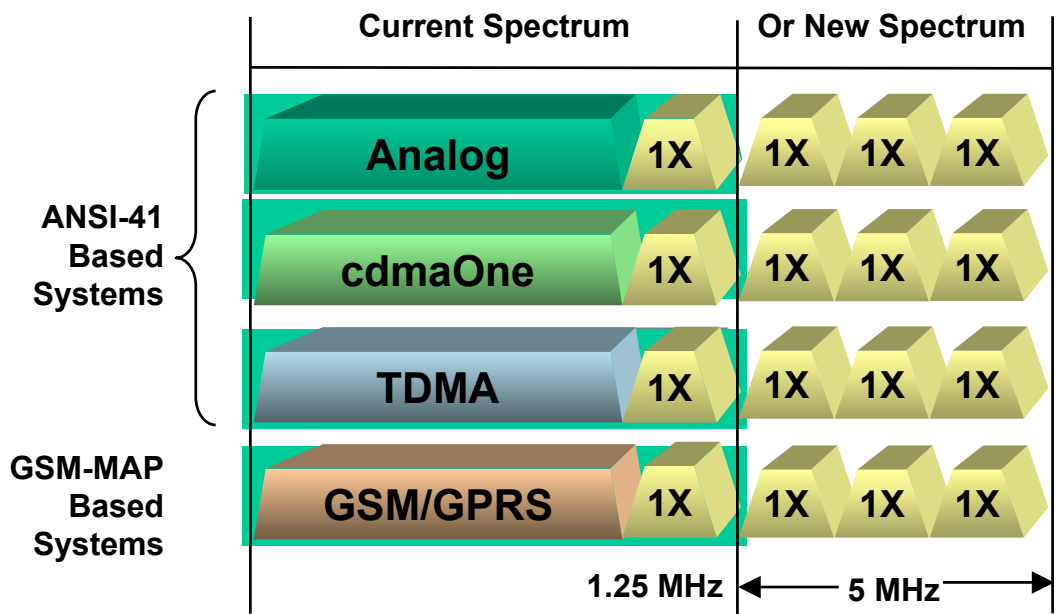 Current Spectrum
Or New Spectrum
ANSI-41
Based
Systems
Analog
1X
1X
1X
1X
cdmaOne
1X
1X
1X
1X
TDMA
1X
1X
1X
1X
GSM-MAP
Based
Systems
GSM/GPRS
1X
1X
1X
1X
1.25 MHz
5 MHz